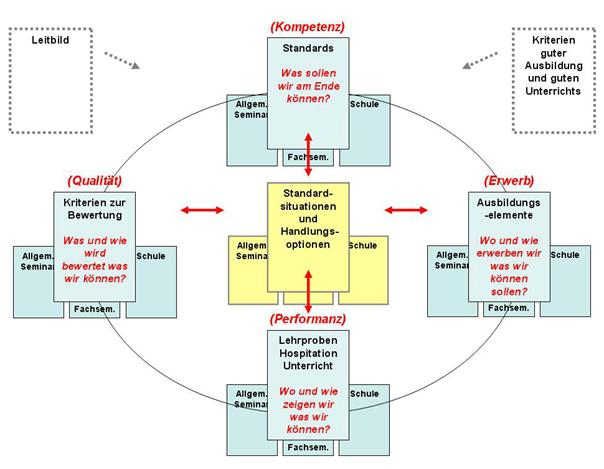 (Kompetenz)
Leitbild
Kriterien
guter
Ausbildung
und guten
Unterrichts
Standards
Was sollen
wir am Ende
können?
Allgem.
Seminar
Schule
Fachsem.
(Qualität)
Kriterien zur
Bewertung
Was und wie
wird
bewertet was
wir können?
Allgem.
Seminar
Schule
Fachsem.
Standard-
situationen
und
Handlungs-
optionen
Allgem.
Seminar
Schule
(Erwerb)
Ausbildungs
-elemente
Wo und wie
erwerben wir
was wir
können
sollen?
Allgem.
Seminar
Schule
Fachsem.
(Performanz)
Lehrproben
Hospitation
Unterricht
Wo und wie
zeigen wir
was wir
können?
Allgem.
Seminar
Schule
Fachsem.